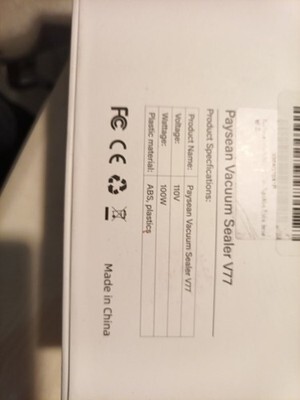 Paysean Vacuum Sealer V77
Product Specfications:
Product Name: Paysean Vacuum Sealer V77
Voltage: 110V
Wattage: 100W
Plastic material: ABS, plastics
FC CE
Made in China